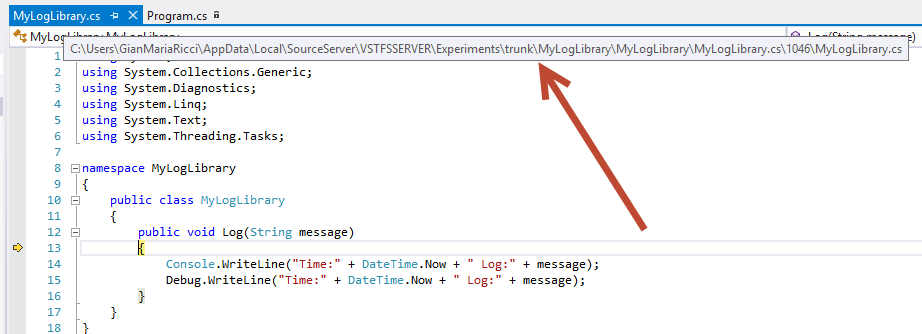 MyLogLibrary.cs Program.cs
MyLogLibrary.MyLogLibrary Log(String message)
C:\Users\GianMariaRicci\AppData\Local\SourceServer\VSTFSSERVER\Experiments\trunk\MyLogLibrary\MyLogLibrary\MyLogLibrary.cs\1046\MyLogLibrary.cs
1
2 using System.Collections.Generic;
3 using System.Diagnostics;
4 using System.Linq;
5 using System.Text;
6 using System.Threading.Tasks;
7
8 namespace MyLogLibrary
9 {
10 public class MyLogLibrary
11 {
12 public void Log(String message)
13 {
14 Console.WriteLine("Time:" + DateTime.Now + " Log:" + message);
15 Debug.WriteLine("Time:" + DateTime.Now + " Log:" + message);
16 }
17 }
18 }